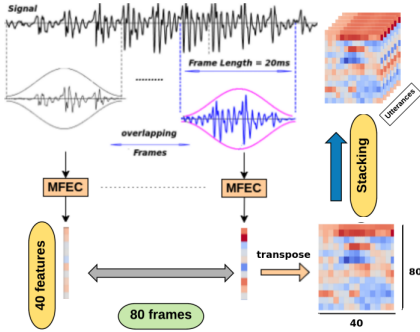 Signal
Frame Length = 20ms
.........
overlapping
Frames
Utterances
Stacking
MFEC
MFEC
40 features
80 frames
transpose
80
40